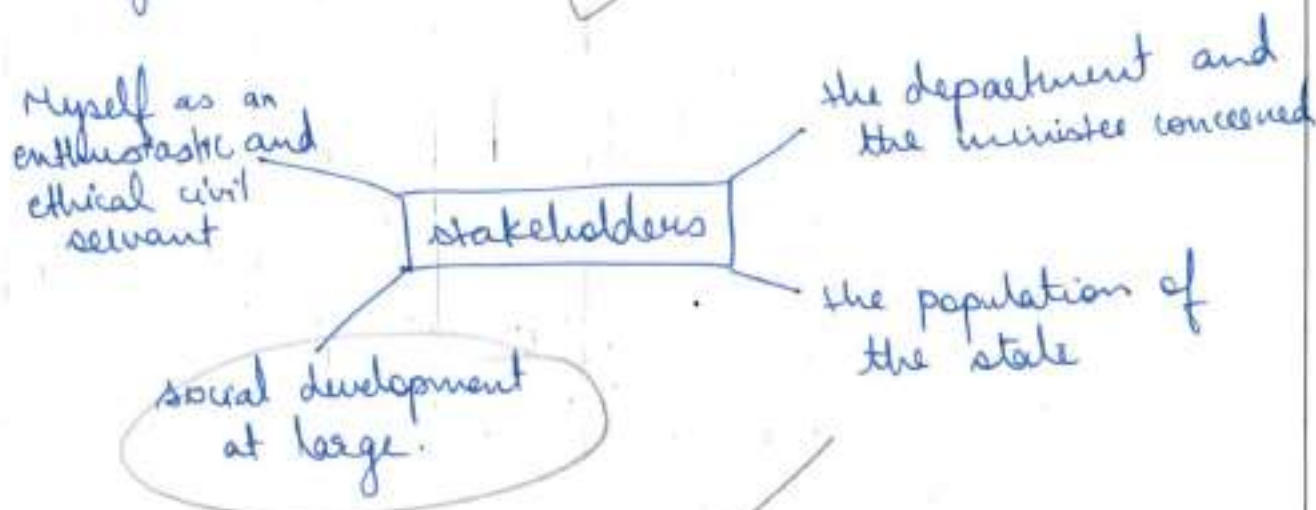 Myself as an
enthustastic and
ethical civil
servant
the department and
the minister concerned
stakeholders
the population of
the state
social development
at large.